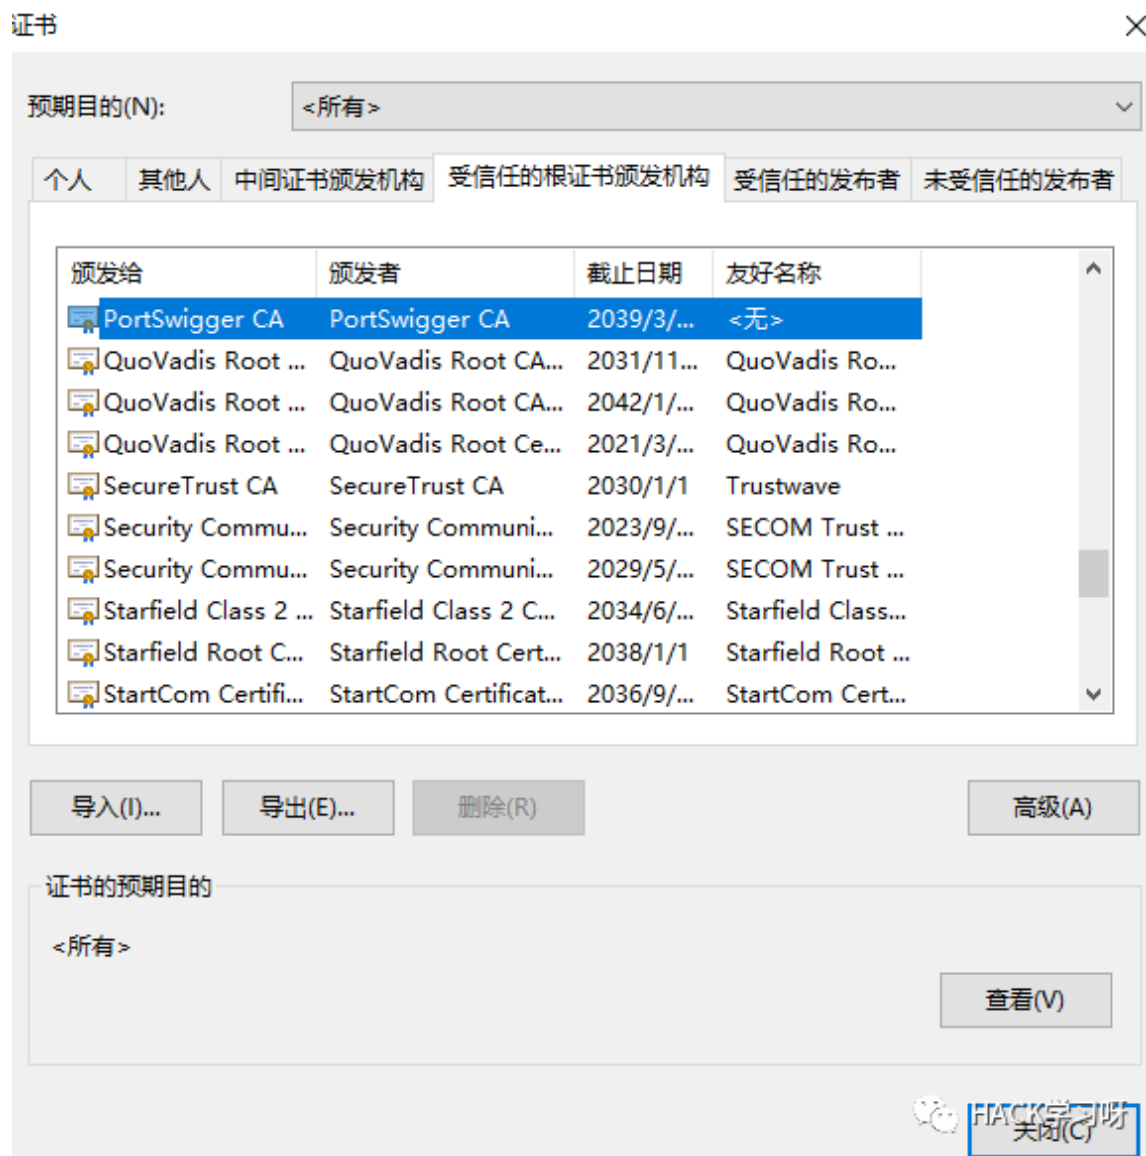 证书
预期目的(N): <所有>
个人 其他人 中间证书颁发机构 受信任的根证书颁发机构 受信任的发布者 未受信任的发布者
颁发给 颁发者 截止日期 友好名称
PortSwigger CA PortSwigger CA 2039/3/... <无>
QuoVadis Root ... QuoVadis Root CA... 2031/11... QuoVadis Ro...
QuoVadis Root ... QuoVadis Root CA... 2042/1/... QuoVadis Ro...
QuoVadis Root ... QuoVadis Root Ce... 2021/3/... QuoVadis Ro...
SecureTrust CA SecureTrust CA 2030/1/1 Trustwave
Security Commu... Security Communi... 2023/9/... SECOM Trust ...
Security Commu... Security Communi... 2029/5/... SECOM Trust ...
Starfield Class 2 ... Starfield Class 2 C... 2034/6/... Starfield Class...
Starfield Root C... Starfield Root Cert... 2038/1/1 Starfield Root ...
StartCom Certifi... StartCom Certificat... 2036/9/... StartCom Cert...
导入(I)... 导出(E)... 删除(R) 高级(A)
证书的预期目的
<所有>
查看(V)
HACK学习呀
关闭(C)